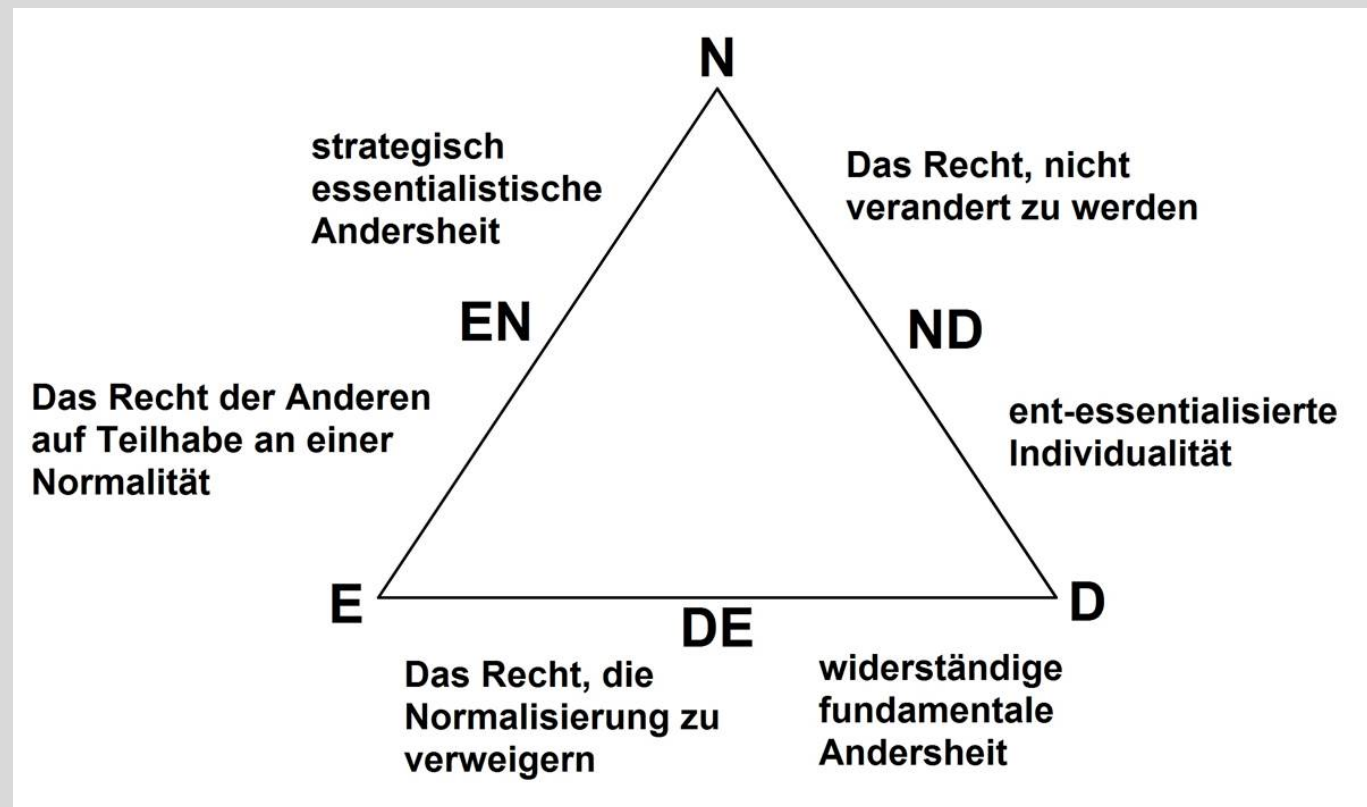 N
strategisch
essentialistische
Andersheit
Das Recht, nicht
verandert zu werden
EN
ND
Das Recht der Anderen
auf Teilhabe an einer
Normalität
ent-essentialisierte
Individualität
E
D
DE
Das Recht, die
Normalisierung zu
verweigern
widerständige
fundamentale
Andersheit